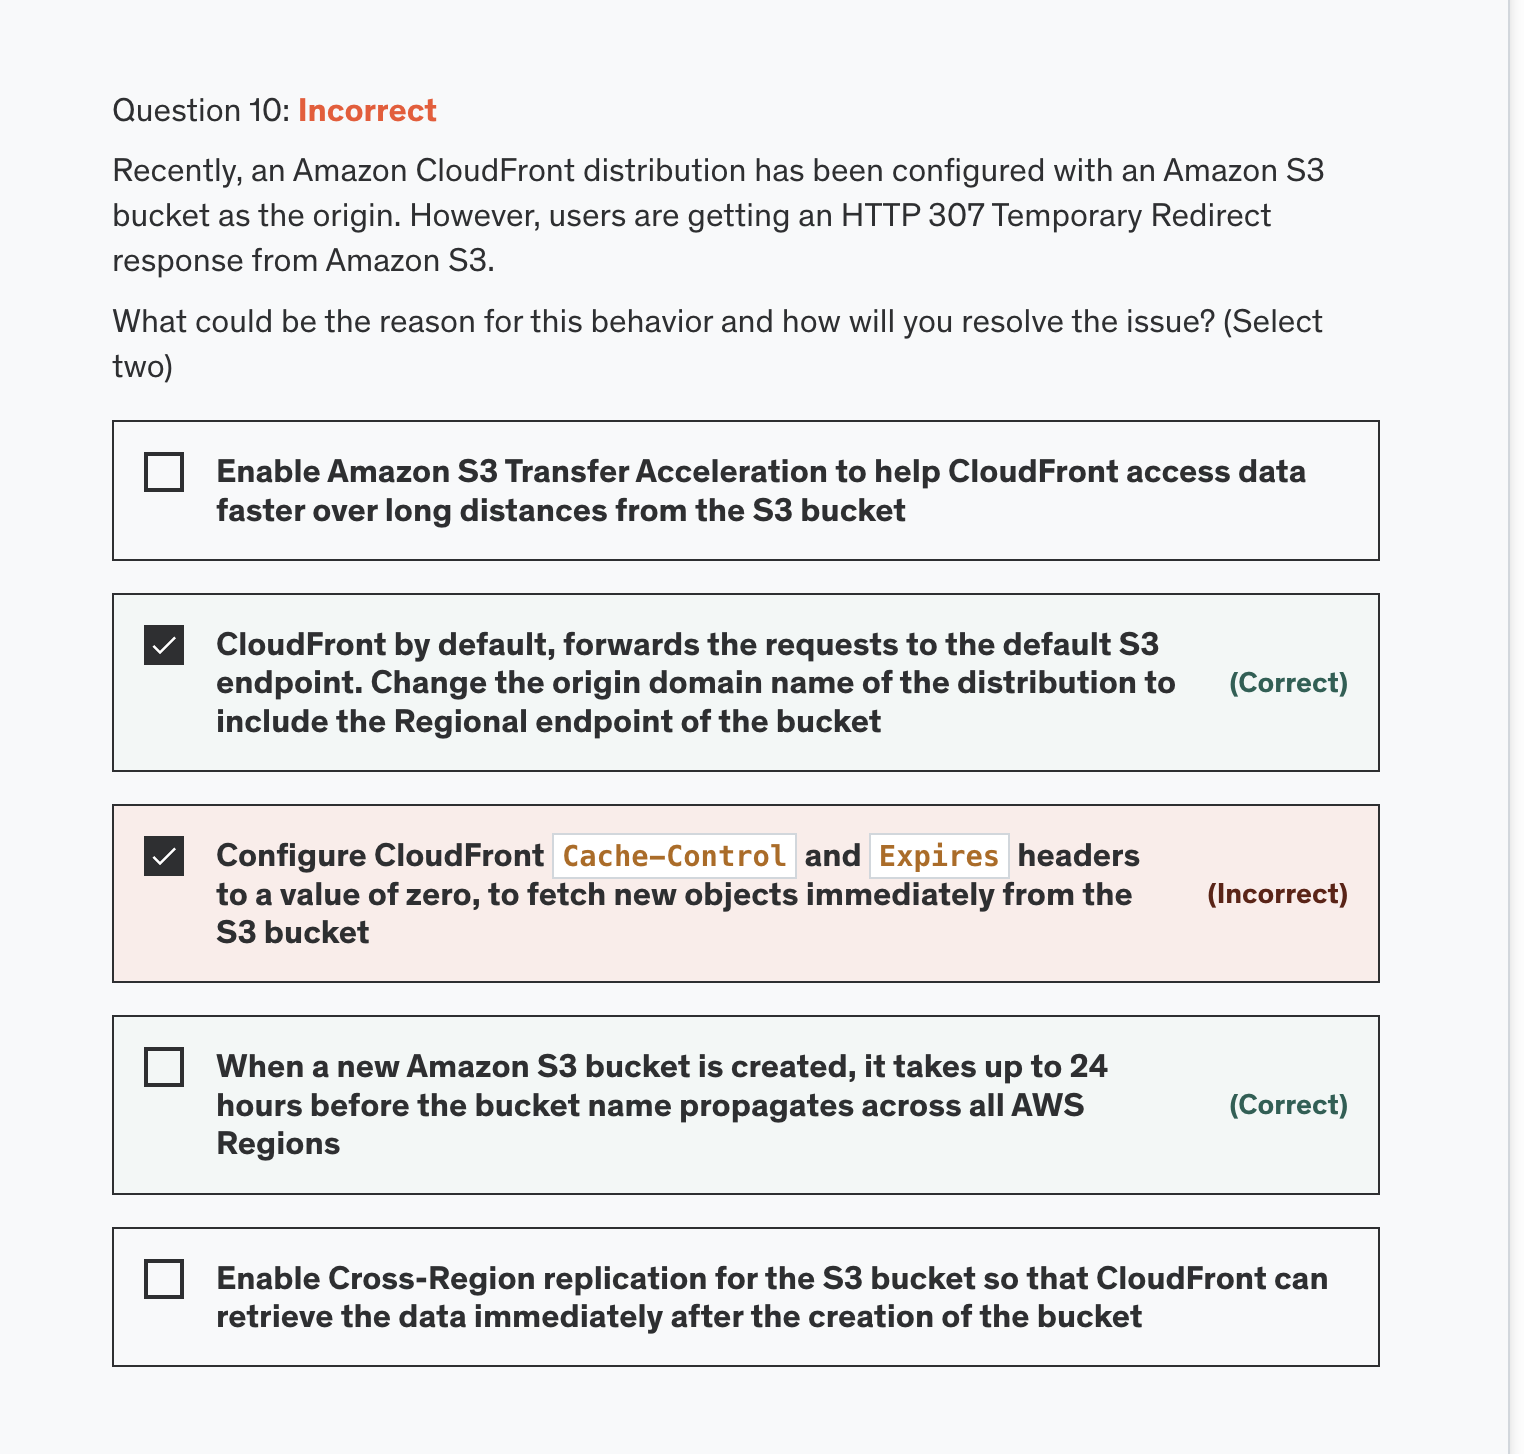 Question 10: Incorrect
Recently, an Amazon CloudFront distribution has been configured with an Amazon S3
bucket as the origin. However, users are getting an HTTP 307 Temporary Redirect
response from Amazon S3.
What could be the reason for this behavior and how will you resolve the issue? (Select
two)
Enable Amazon S3 Transfer Acceleration to help CloudFront access data
faster over long distances from the S3 bucket
CloudFront by default, forwards the requests to the default S3
endpoint. Change the origin domain name of the distribution to
include the Regional endpoint of the bucket
(Correct)
Configure CloudFront Cache-Control and Expires headers
to a value of zero, to fetch new objects immediately from the
S3 bucket
(Incorrect)
When a new Amazon S3 bucket is created, it takes up to 24
hours before the bucket name propagates across all AWS
Regions
(Correct)
Enable Cross-Region replication for the S3 bucket so that CloudFront can
retrieve the data immediately after the creation of the bucket